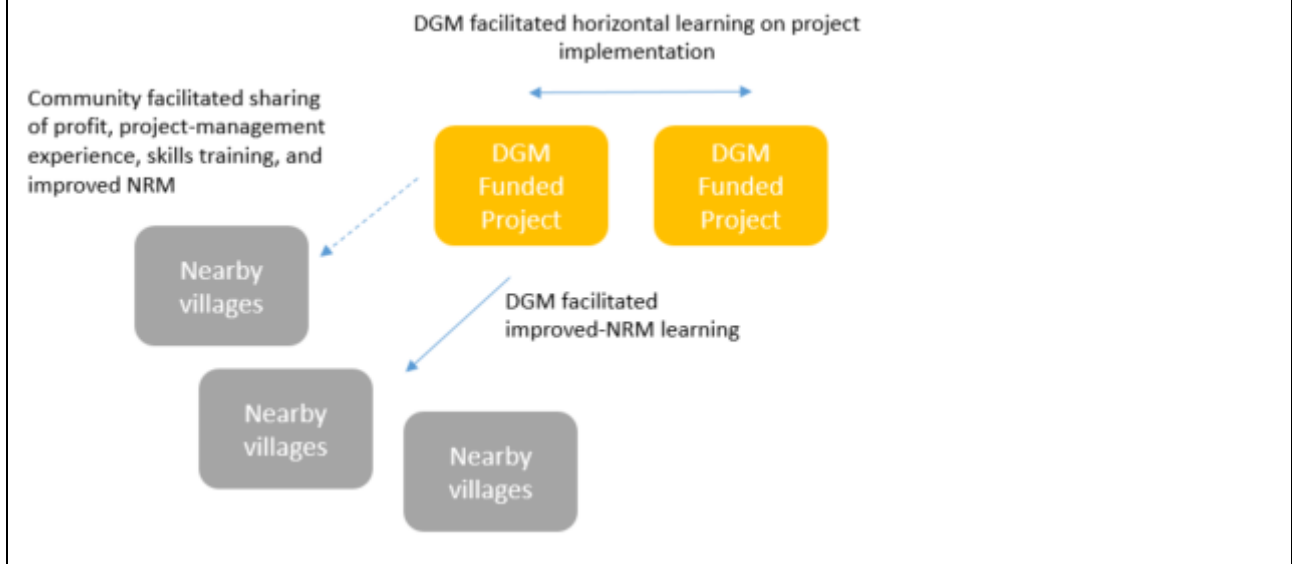 DGM facilitated horizontal learning on project
implementation
Community facilitated sharing
of profit, project-management
experience, skills training, and
improved NRM
DGM
Funded
Project
DGM
Funded
Project
Nearby
villages
DGM facilitated
improved-NRM learning
Nearby
villages
Nearby
villages